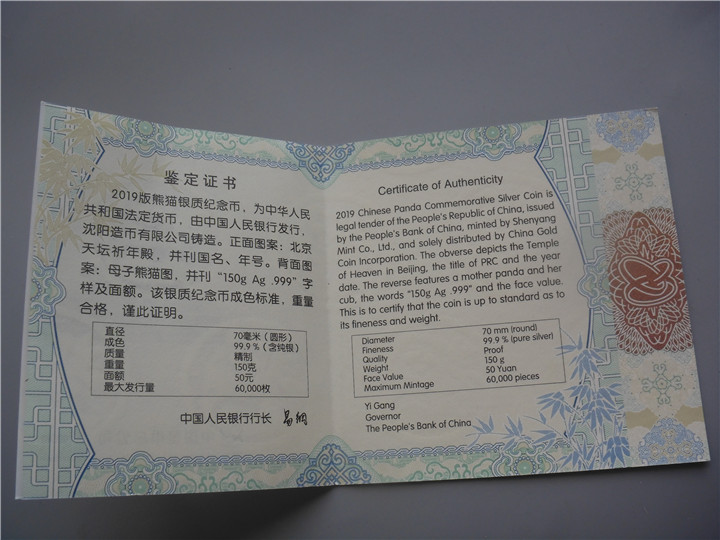 鉴定证书
2019版熊猫银质纪念币，为中华人民
共和国法定货币，由中国人民银行发行，
沈阳造币有限公司铸造。正面图案：北京
天坛祈年殿，并刊国名、年号。背面图
案：母子熊猫图，并刊“150g Ag .999”字
样及面额。该银质纪念币成色标准，重量
合格，谨此证明。
直径 70毫米（圆形）
成色 99.9％（含纯银）
质量 精制
重量 150克
面额 50元
最大发行量 60,000枚
中国人民银行行长 易纲
Certificate of Authenticity
2019 Chinese Panda Commemorative Silver Coin is
legal tender of the People's Republic of China, issued
by the People's Bank of China, minted by Shenyang
Mint Co., Ltd., and solely distributed by China Gold
Coin Incorporation. The obverse depicts the Temple
of Heaven in Beijing, the title of PRC and the year
date. The reverse features a mother panda and her
cub, the words "150g Ag .999" and the face value.
This is to certify that the coin is up to standard as to
its fineness and weight.
Diameter 70 mm (round)
Fineness 99.9 % (pure silver)
Quality Proof
Weight 150 g
Face Value 50 Yuan
Maximum Mintage 60,000 pieces
Yi Gang
Governor
The People's Bank of China